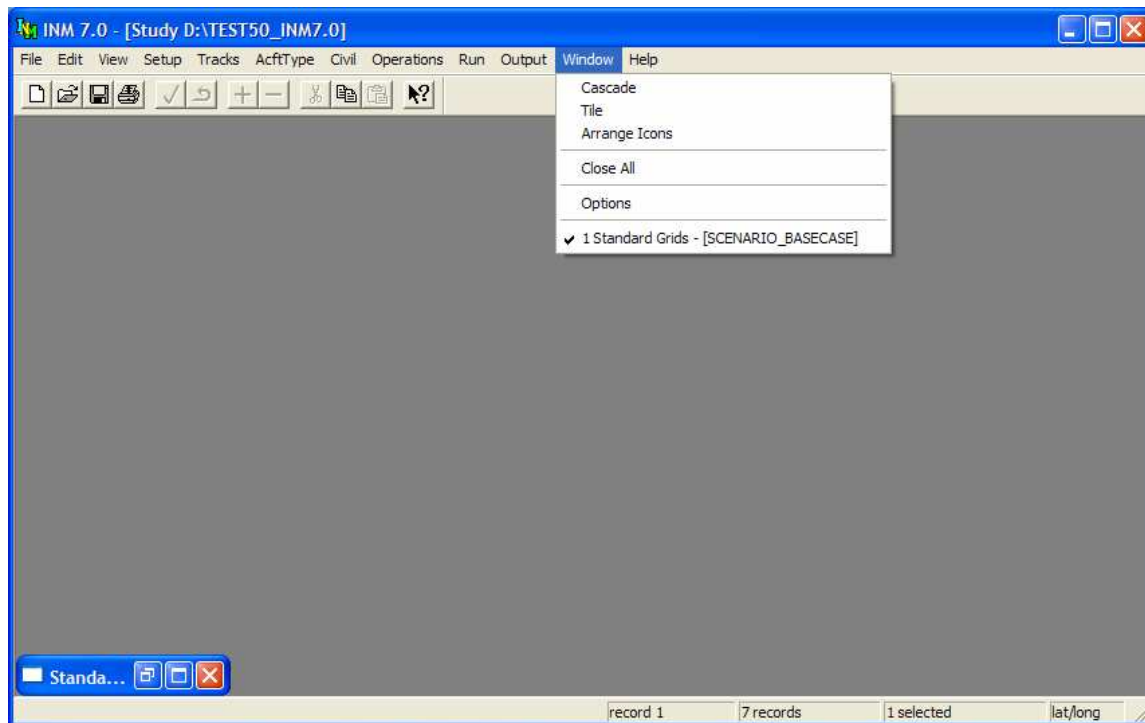 INM 7.0 - [Study D:\TEST50_INM7.0]
File Edit View Setup Tracks AcftType Civil Operations Run Output Window Help
Cascade
Tile
Arrange Icons
Close All
Options
1 Standard Grids - [SCENARIO_BASECASE]
Standa...
record 1 7 records 1 selected lat/long